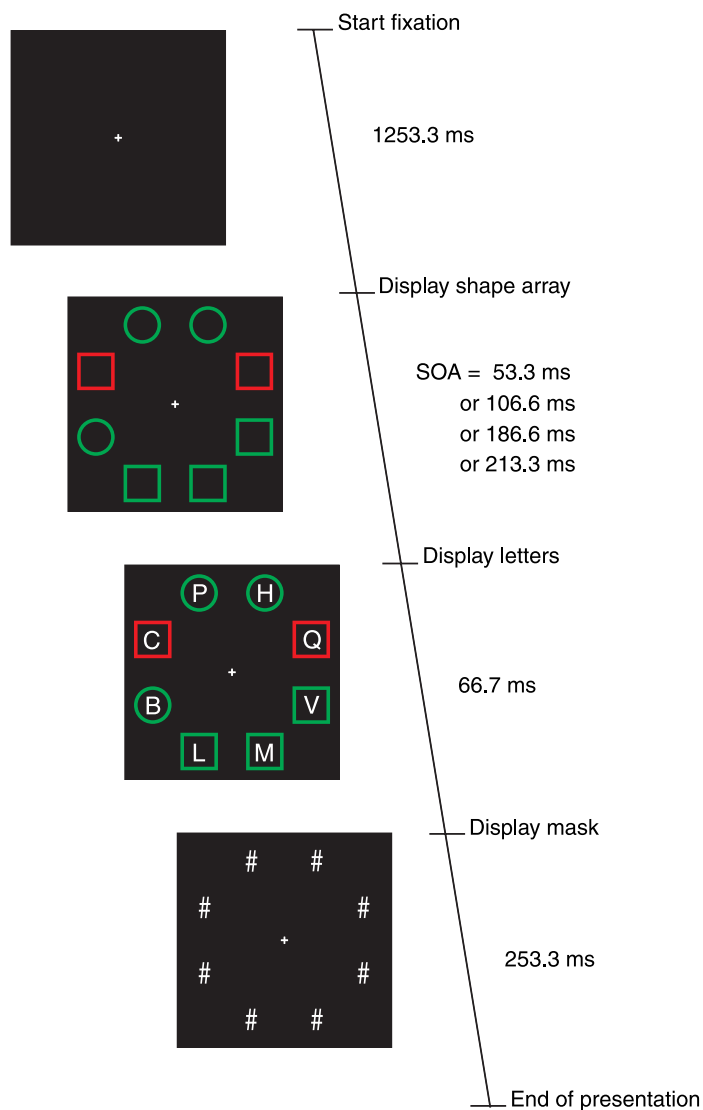 Start fixation
+
1253.3 ms
Display shape array
SOA = 53.3 ms
or 106.6 ms
or 186.6 ms
or 213.3 ms
+
Display letters
P H
C Q
+
B V
L M
66.7 ms
Display mask
# #
# #
+
# #
# #
253.3 ms
End of presentation